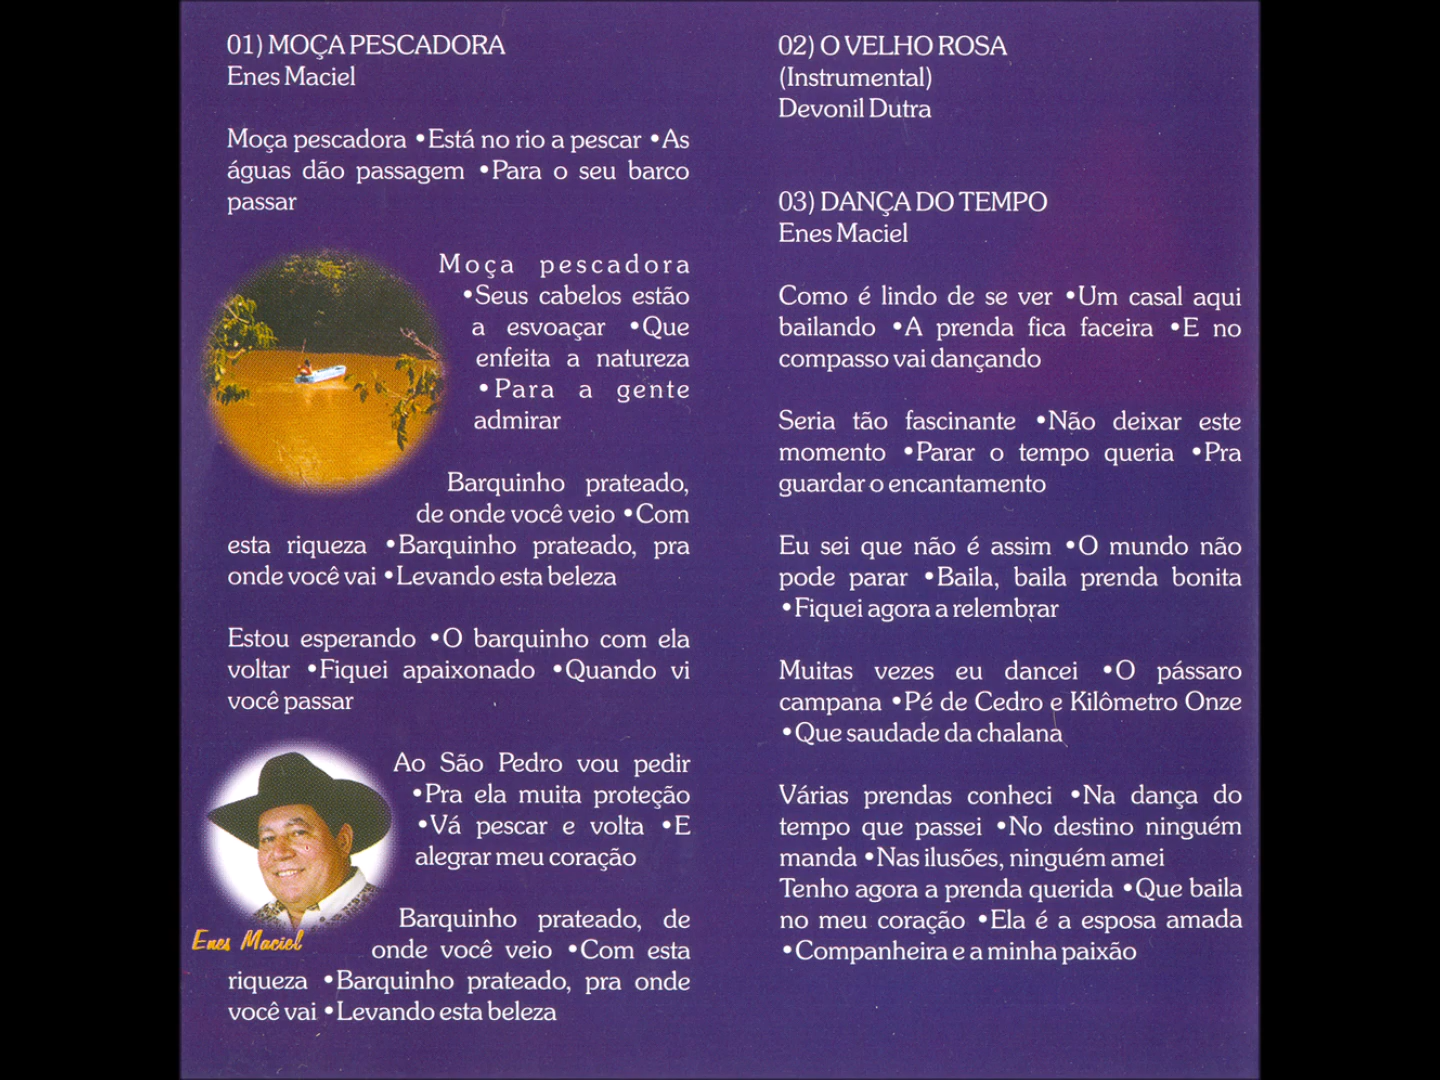 01) MOÇA PESCADORA
Enes Maciel
Moça pescadora •Está no rio a pescar •As
águas dão passagem •Para o seu barco
passar
Moça pescadora
•Seus cabelos estão
a esvoaçar •Que
enfeita a natureza
•Para a gente
admirar
Barquinho prateado,
de onde você veio •Com
esta riqueza •Barquinho prateado, pra
onde você vai •Levando esta beleza
Estou esperando •O barquinho com ela
voltar •Fiquei apaixonado •Quando vi
você passar
Ao São Pedro vou pedir
•Pra ela muita proteção
•Vá pescar e volta •E
alegrar meu coração
Enes Maciel
Barquinho prateado, de
onde você veio •Com esta
riqueza •Barquinho prateado, pra onde
você vai •Levando esta beleza
02) O VELHO ROSA
(Instrumental)
Devonil Dutra
03) DANÇA DO TEMPO
Enes Maciel
Como é lindo de se ver •Um casal aqui
bailando •A prenda fica faceira •E no
compasso vai dançando
Seria tão fascinante •Não deixar este
momento •Parar o tempo queria •Pra
guardar o encantamento
Eu sei que não é assim •O mundo não
pode parar •Baila, baila prenda bonita
•Fiquei agora a relembrar
Muitas vezes eu dancei •O pássaro
campana •Pé de Cedro e Kilômetro Onze
•Que saudade da chalana
Várias prendas conheci •Na dança do
tempo que passei •No destino ninguém
manda •Nas ilusões, ninguém amei
Tenho agora a prenda querida •Que baila
no meu coração •Ela é a esposa amada
•Companheira e a minha paixão